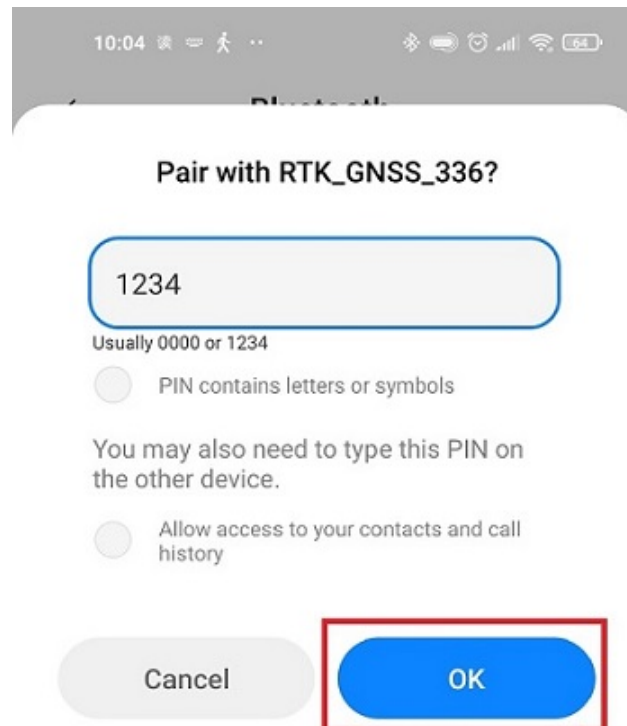 10:04
64
Pair with RTK_GNSS_336?
1234
Usually 0000 or 1234
PIN contains letters or symbols
You may also need to type this PIN on
the other device.
Allow access to your contacts and call
history
Cancel OK